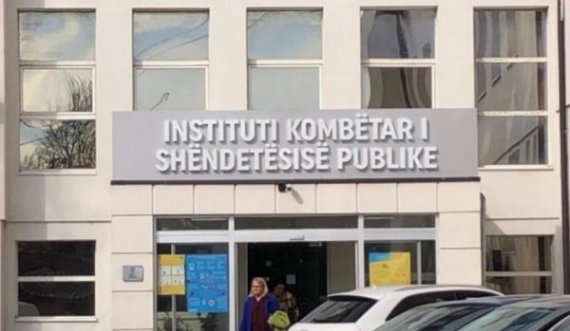 INSTITUTI KOMBËTAR I
SHËNDETËSISË PUBLIKE